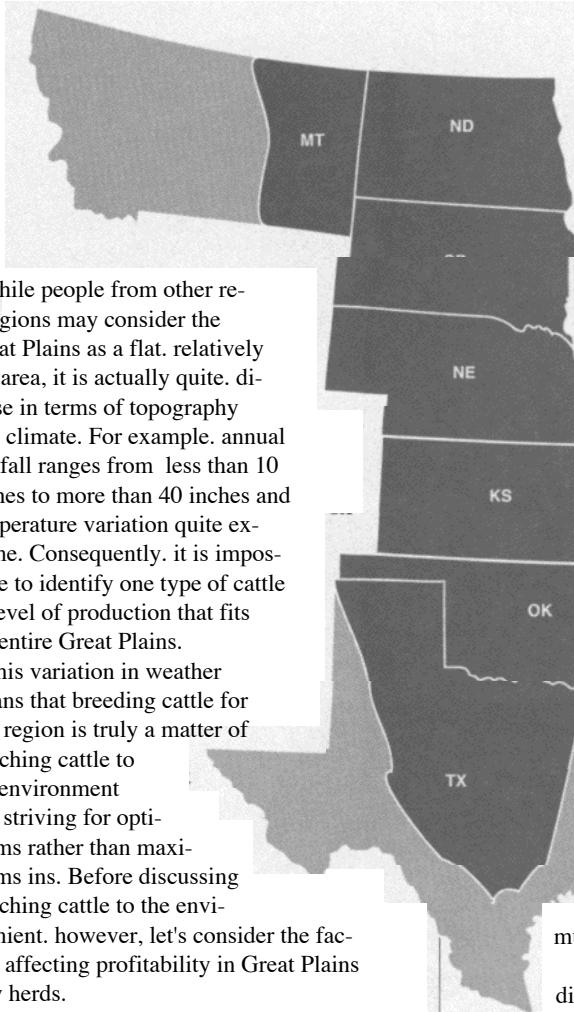 MT
ND
hile people from other re-
gions may consider the
at Plains as a flat. relatively
area, it is actually quite. di-
se in terms of topography
climate. For example. annual
fall ranges from less than 10
nes to more than 40 inches and
perature variation quite ex-
ne. Consequently. it is impos-
e to identify one type of cattle
evel of production that fits
entire Great Plains.
his variation in weather
ns that breeding cattle for
region is truly a matter of
ching cattle to
environment
striving for opti-
ms rather than maxi-
ms ins. Before discussing
ching cattle to the envi-
nient. however, let's consider the fac-
affecting profitability in Great Plains
herds.
NE
KS
OK
TX
mu
di